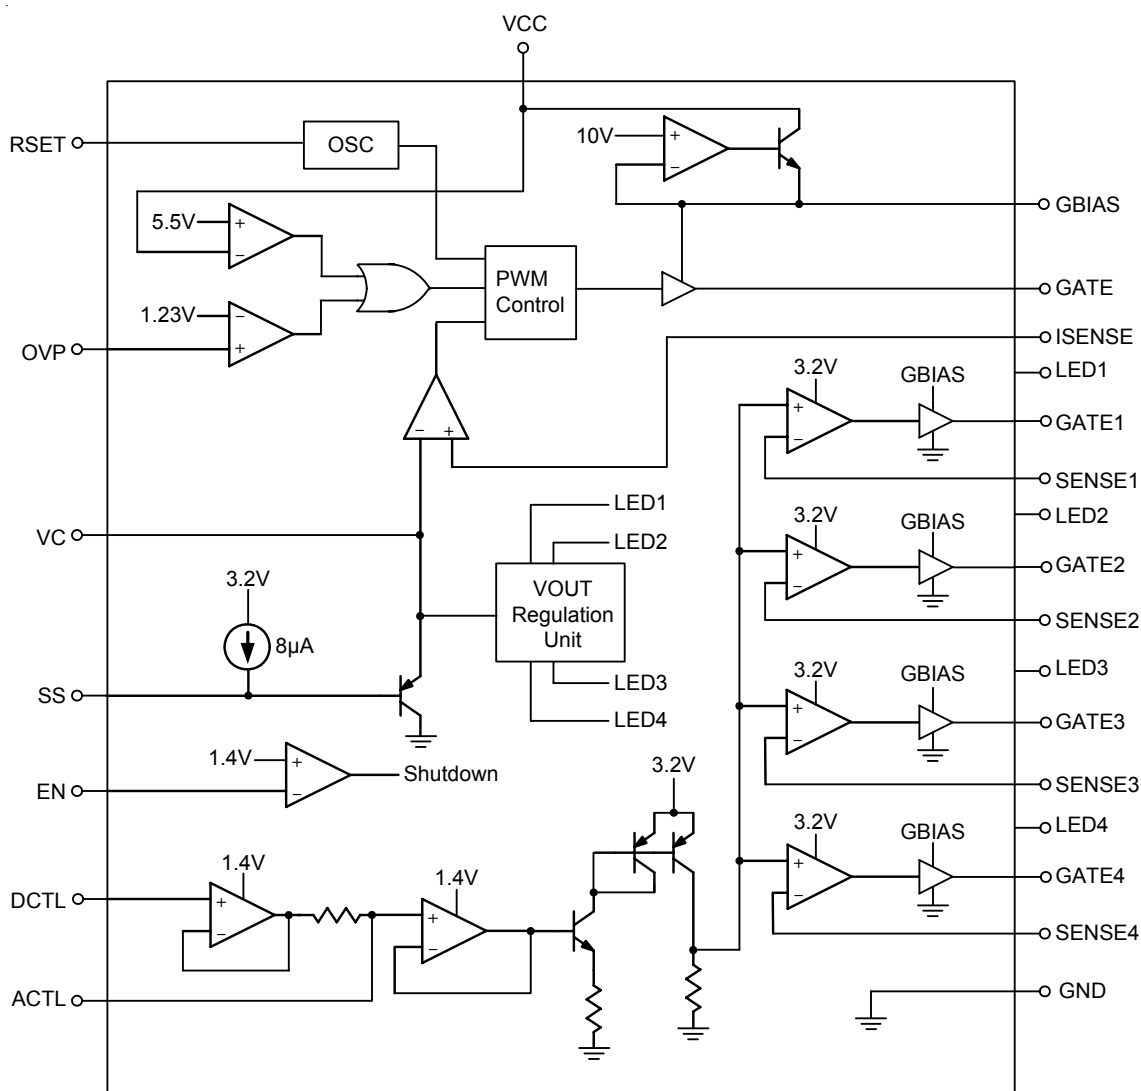 VCC
RSET
OSC
10V
+
−
GBIAS
5.5V
+
−
PWM
Control
GATE
1.23V
−
+
OVP
ISENSE
LED1
3.2V
GBIAS
+
−
GATE1
− +
SENSE1
LED1
LED2
VC
LED2
3.2V
GBIAS
+
−
GATE2
VOUT
Regulation
Unit
3.2V
8µA
SENSE2
LED3
SS
LED3
LED4
3.2V
GBIAS
+
−
GATE3
1.4V
+
−
Shutdown
EN
3.2V
SENSE3
LED4
3.2V
GBIAS
+
−
GATE4
DCTL
1.4V
+
−
1.4V
+
−
SENSE4
ACTL
GND